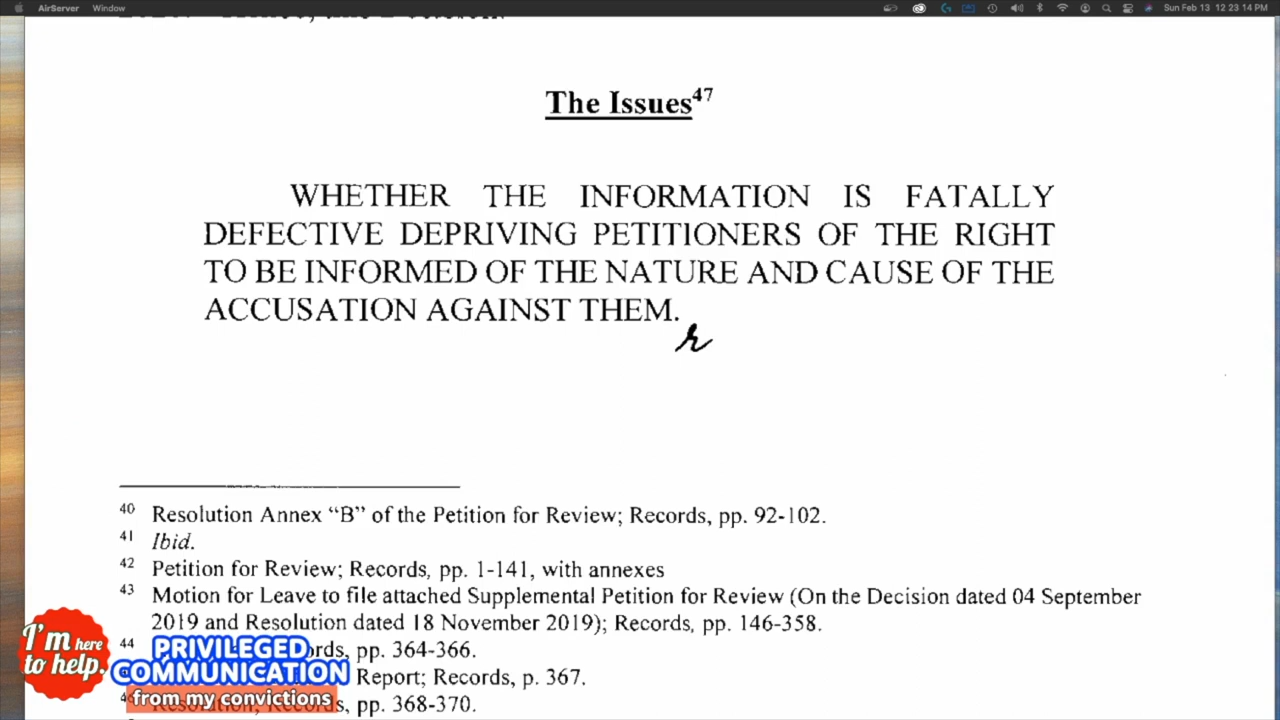 AirServer Window Sun Feb 13 12 23 14 PM
The Issues47
WHETHER THE INFORMATION IS FATALLY
DEFECTIVE DEPRIVING PETITIONERS OF THE RIGHT
TO BE INFORMED OF THE NATURE AND CAUSE OF THE
ACCUSATION AGAINST THEM.
40 Resolution Annex “B” of the Petition for Review; Records, pp. 92-102.
41 Ibid.
42 Petition for Review; Records, pp. 1-141, with annexes
43 Motion for Leave to file attached Supplemental Petition for Review (On the Decision dated 04 September
2019 and Resolution dated 18 November 2019); Records, pp. 146-358.
44 pp. 364-366.
Report; Records, p. 367.
Resolution; Records, pp. 368-370.
I'm here
to help.
PRIVILEGED
COMMUNICATION
from my convictions